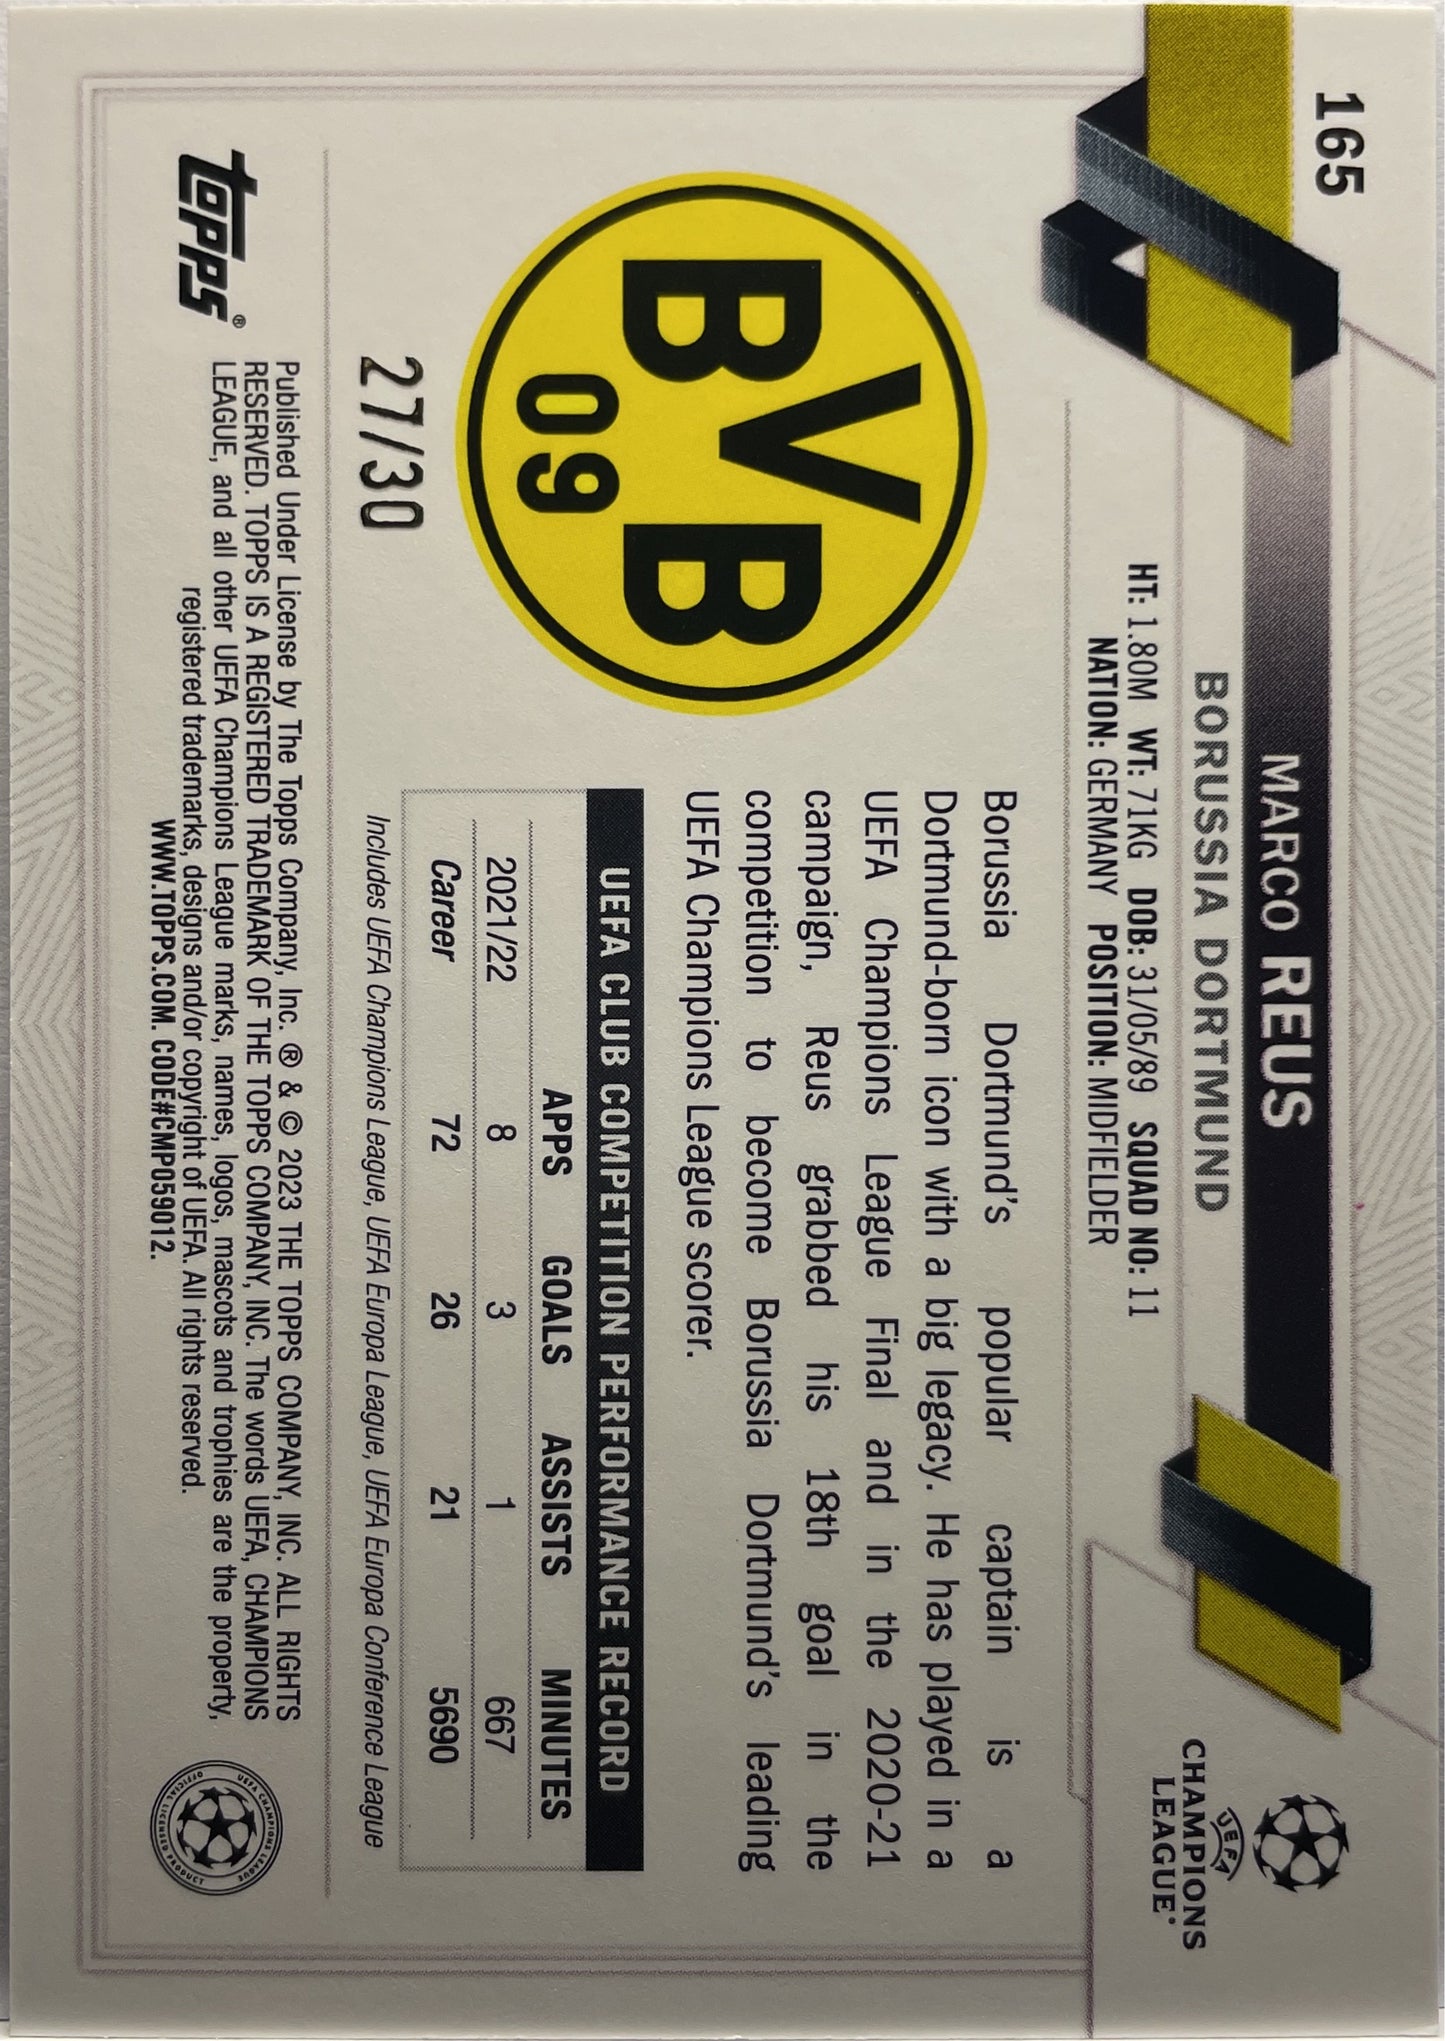 165
MARCO REUS
BORUSSIA DORTMUND
HT: 1.80M WT: 71KG DOB: 31/05/89 SQUAD NO: 11
NATION: GERMANY POSITION: MIDFIELDER
UEFA
CHAMPIONS
LEAGUE®
BVB
09
Borussia Dortmund's popular captain is a
Dortmund-born icon with a big legacy. He has played in a
UEFA Champions League Final and in the 2020-21
campaign, Reus grabbed his 18th goal in the
competition to become Borussia Dortmund's leading
UEFA Champions League scorer.
UEFA CLUB COMPETITION PERFORMANCE RECORD
APPS GOALS ASSISTS MINUTES
2021/22 8 3 1 667
Career 72 26 21 5690
Includes UEFA Champions League, UEFA Europa League, UEFA Europa Conference League
27/30
topps®
Published Under License by The Topps Company, Inc. ® & © 2023 THE TOPPS COMPANY, INC. ALL RIGHTS
RESERVED. TOPPS IS A REGISTERED TRADEMARK OF THE TOPPS COMPANY, INC. The words UEFA, CHAMPIONS
LEAGUE, and all other UEFA Champions League marks, names, logos, mascots and trophies are the property,
registered trademarks, designs and/or copyright of UEFA. All rights reserved.
WWW.TOPPS.COM. CODE#CMP059012.
UEFA CHAMPIONS LEAGUE
OFFICIAL LICENSED PRODUCT